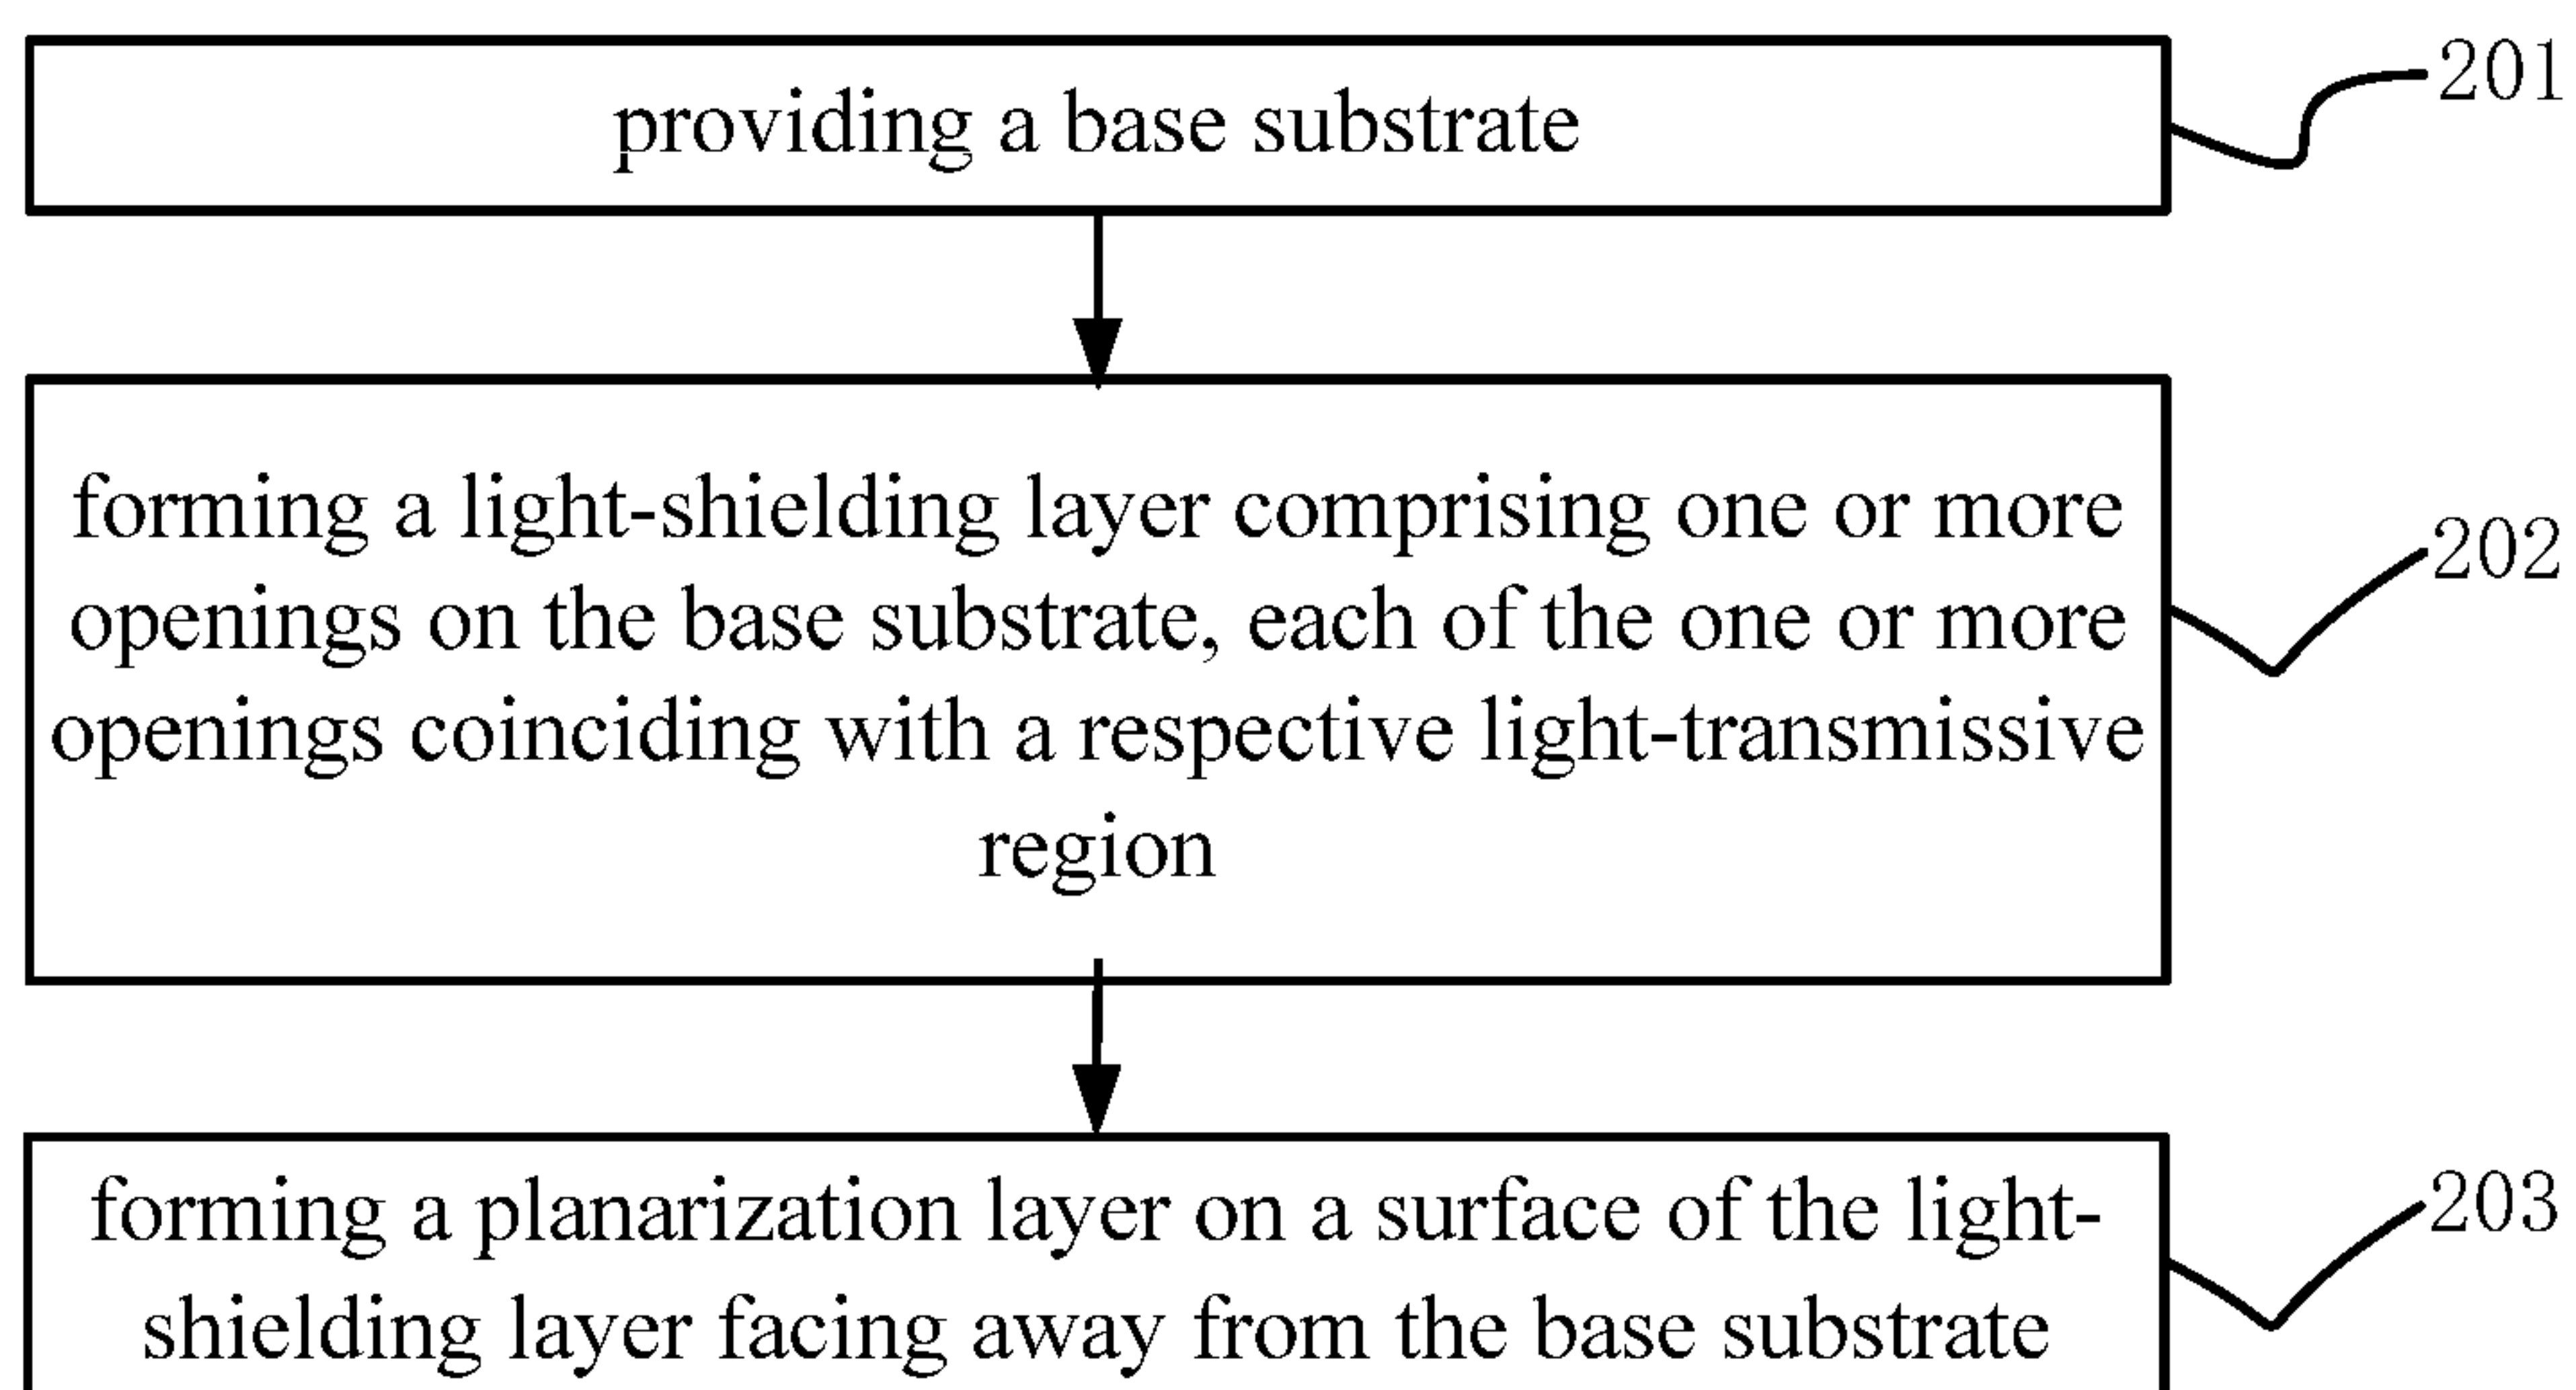 providing a base substrate
201
forming a light-shielding layer comprising one or more
openings on the base substrate, each of the one or more
openings coinciding with a respective light-transmissive
region
202
forming a planarization layer on a surface of the light-
shielding layer facing away from the base substrate
203